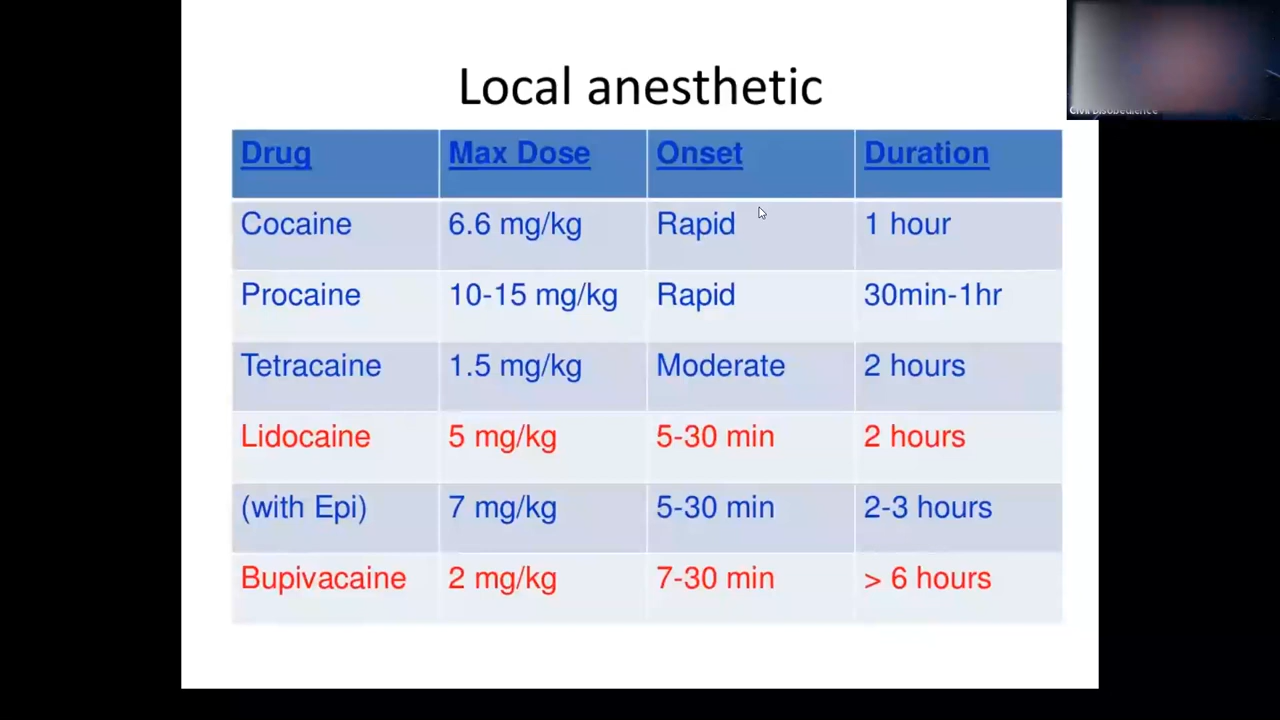 Civil Disobedience
Local anesthetic
Drug Max Dose Onset Duration
Cocaine 6.6 mg/kg Rapid 1 hour
Procaine 10-15 mg/kg Rapid 30min-1hr
Tetracaine 1.5 mg/kg Moderate 2 hours
Lidocaine 5 mg/kg 5-30 min 2 hours
(with Epi) 7 mg/kg 5-30 min 2-3 hours
Bupivacaine 2 mg/kg 7-30 min > 6 hours